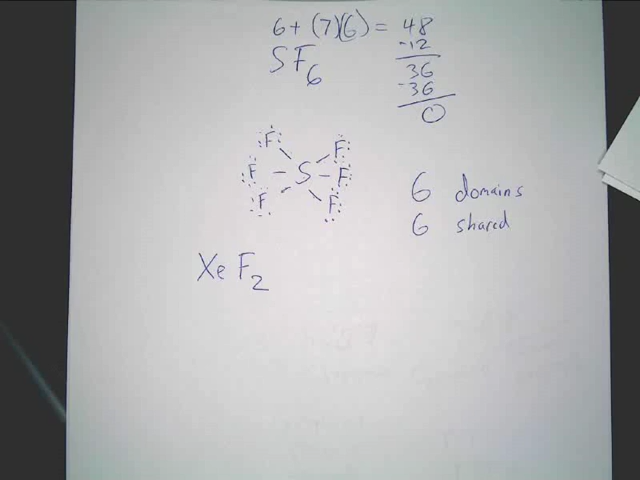 6 + (7)(6) = 48
-12
SF6
36
-36
0
F F
F S F
F F
6 domains
6 shared
XeF2